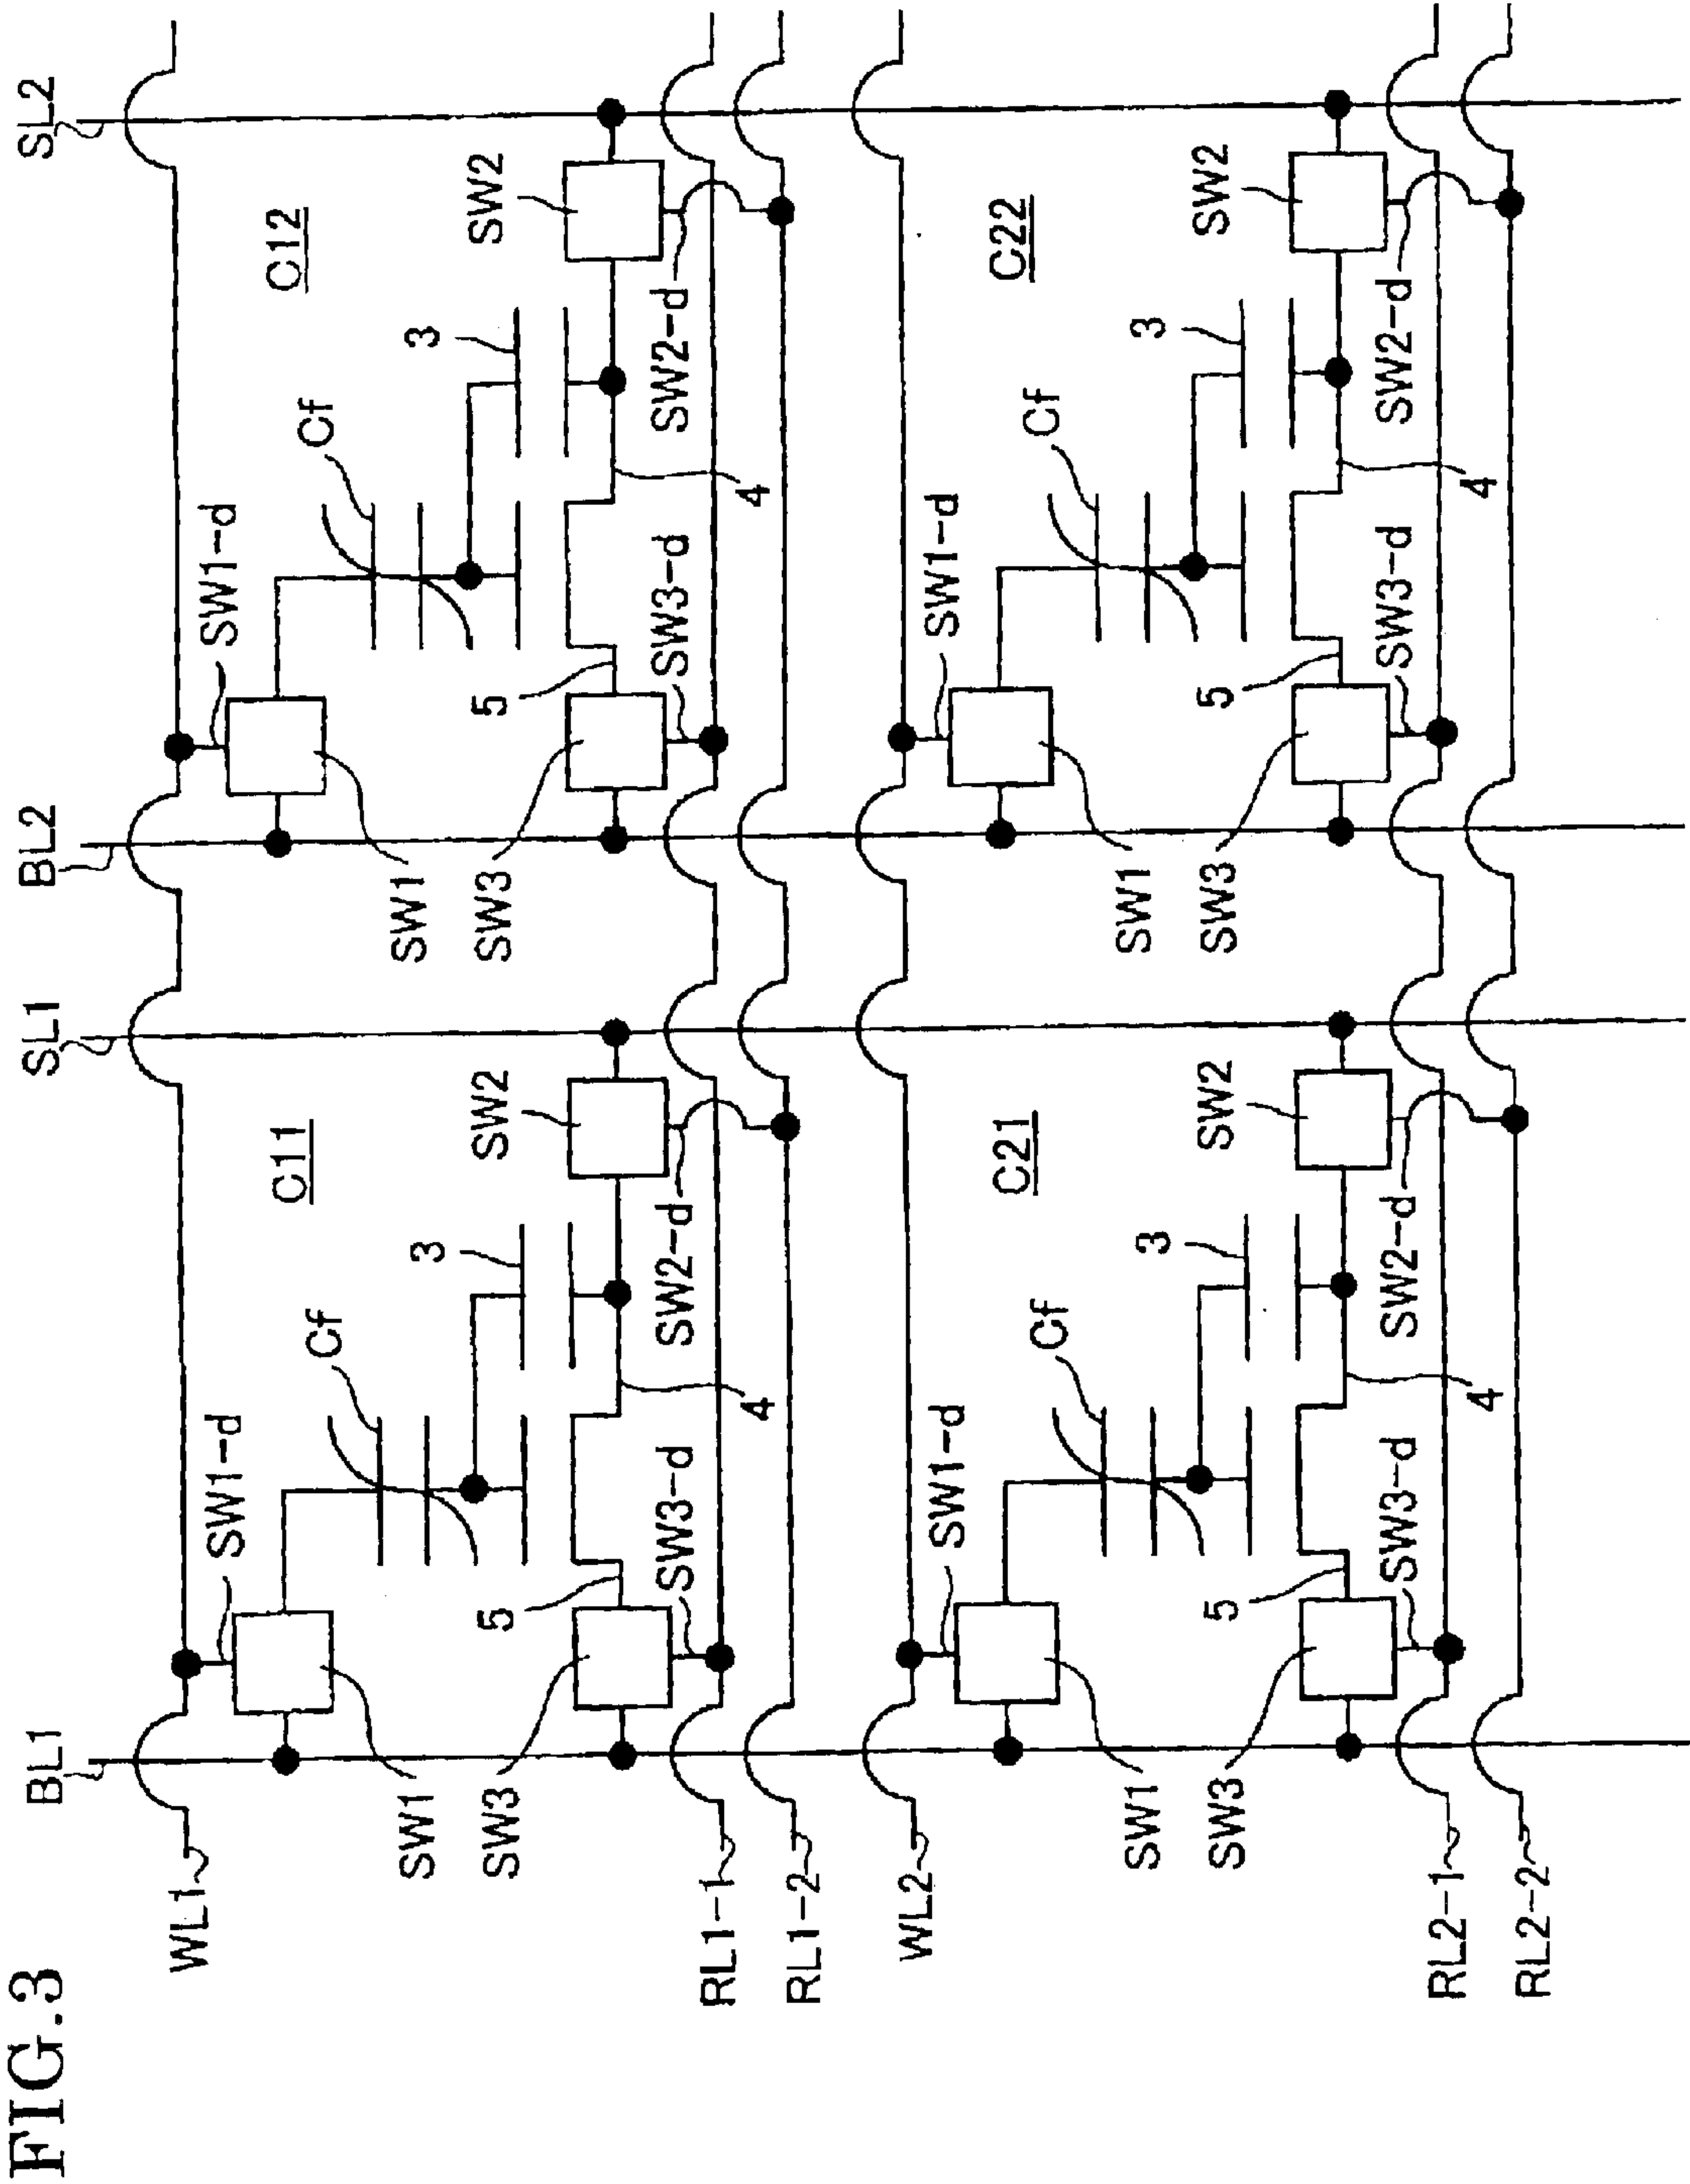 FIG.3
BL1
SL1
BL2
SL2
WL1
SW1-d
SW1-d
Cf
C11
Cf
C12
SW1
3
SW1
3
SW3
5
SW2
SW3
5
SW2
SW3-d
4
SW2-d
SW3-d
4
SW2-d
RL1-1
RL1-2
WL2
SW1-d
SW1-d
Cf
C21
Cf
C22
SW1
3
SW1
3
SW3
5
SW2
SW3
5
SW2
SW3-d
4
SW2-d
SW3-d
4
SW2-d
RL2-1
RL2-2